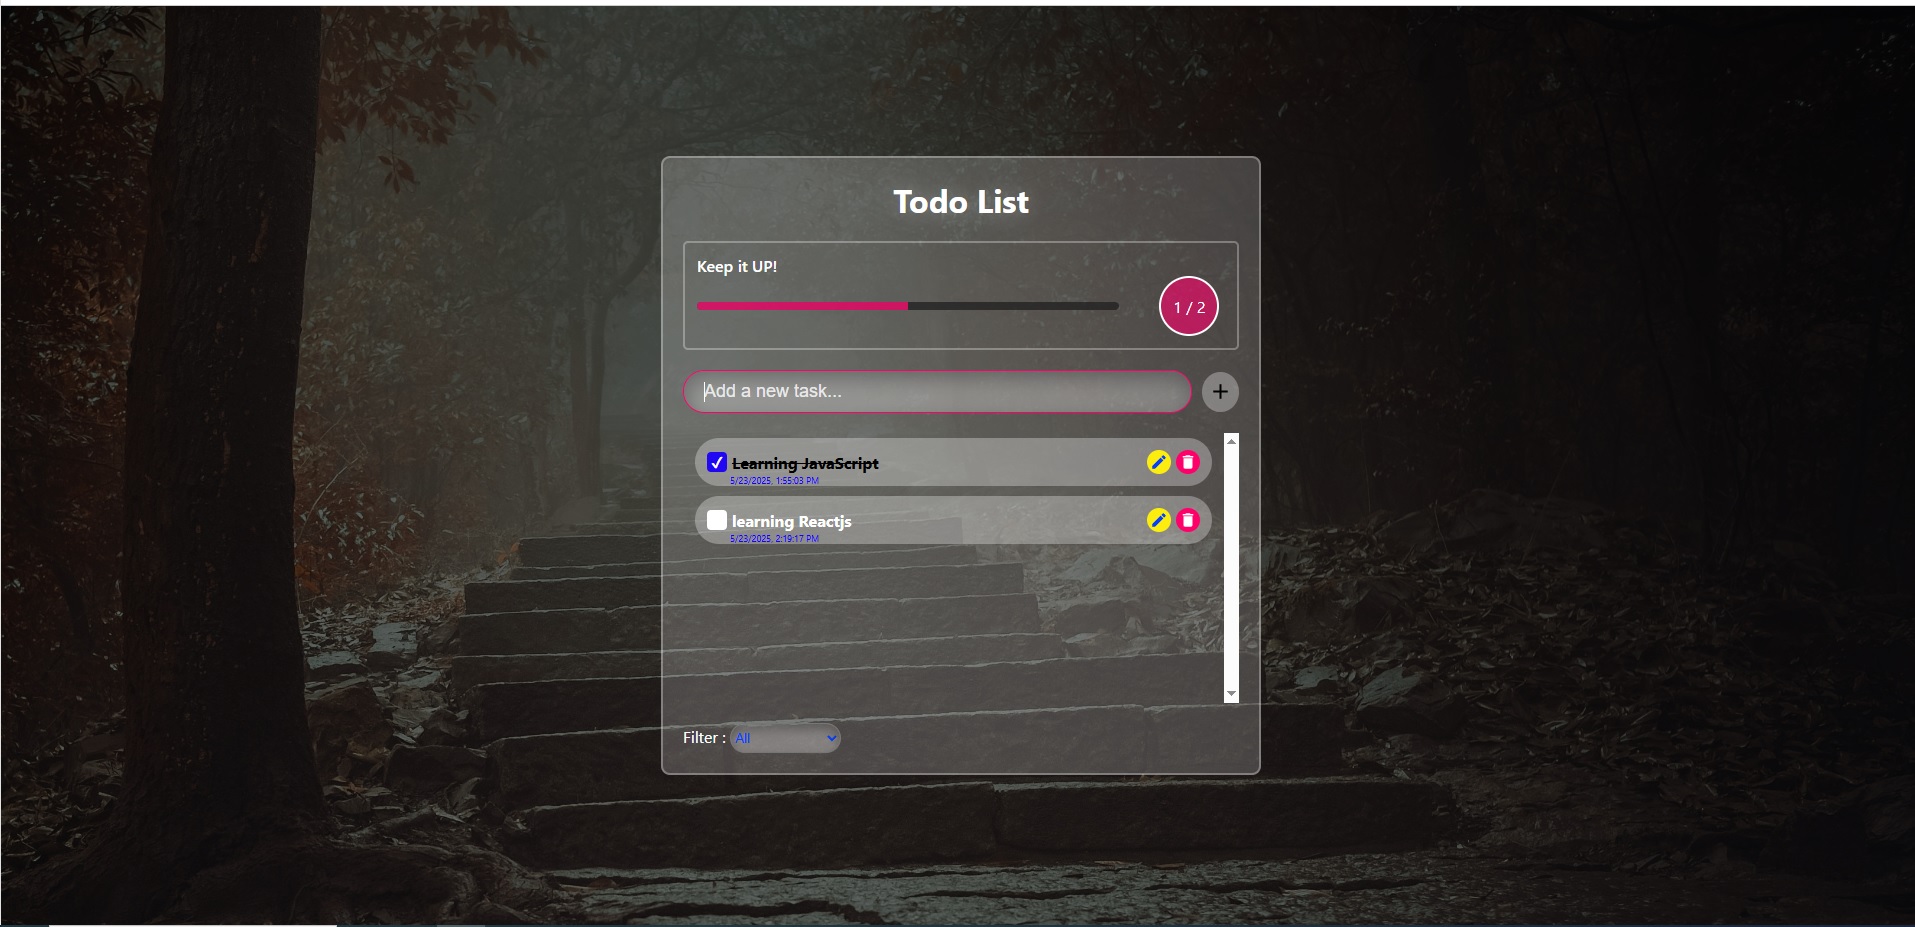 Todo List
Keep it UP!
1 / 2
Add a new task...
Learning JavaScript
5/23/2025, 1:55:03 PM
learning Reactjs
5/23/2025, 2:19:17 PM
Filter : All